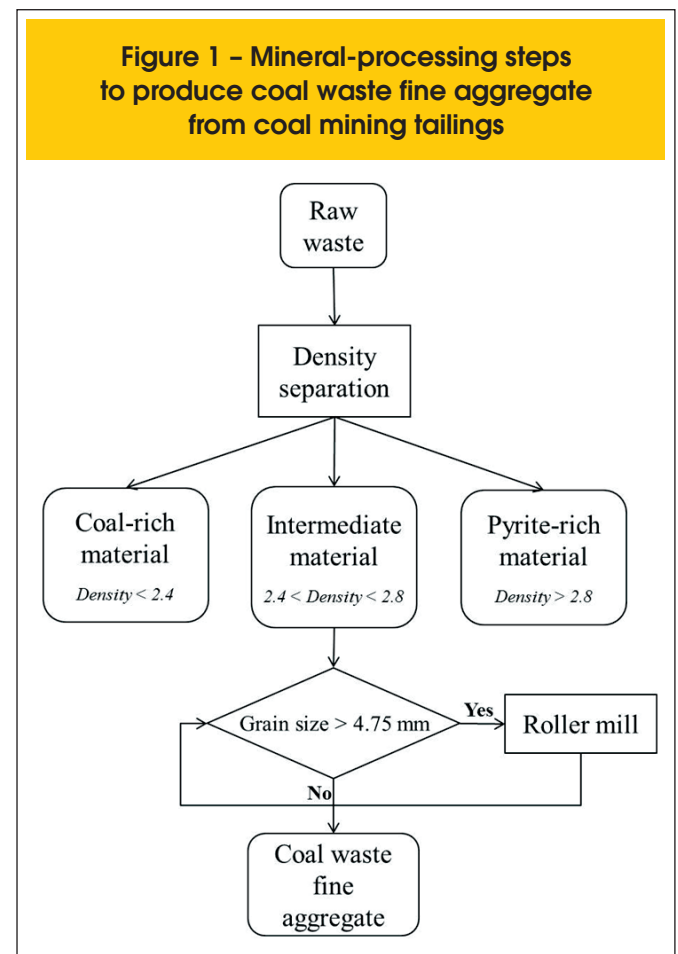 Figure 1 – Mineral-processing steps
to produce coal waste fine aggregate
from coal mining tailings
Raw
waste
Density
separation
Coal-rich
material
Density < 2.4
Intermediate
material
2.4 < Density < 2.8
Pyrite-rich
material
Density > 2.8
Grain size > 4.75 mm
Yes
Roller mill
No
Coal waste
fine
aggregate